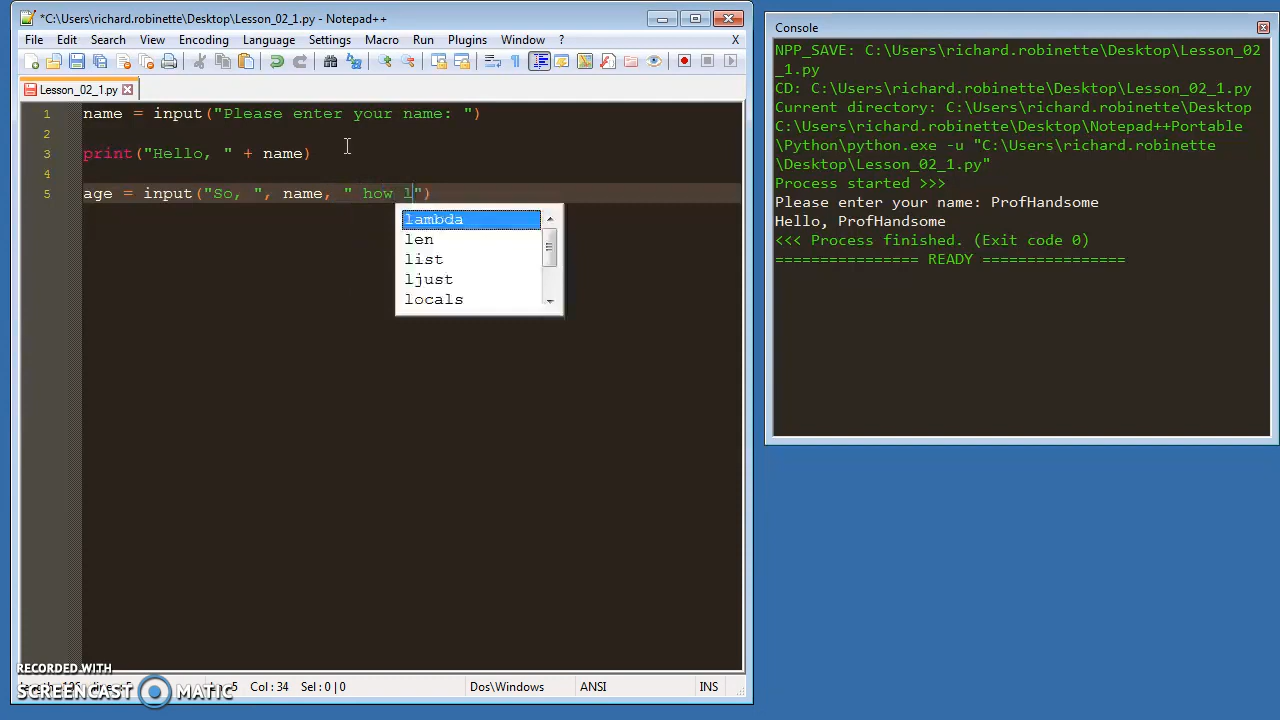 *C:\Users\richard.robinette\Desktop\Lesson_02_1.py - Notepad++
File Edit Search View Encoding Language Settings Macro Run Plugins Window ? X
Lesson_02_1.py
1 name = input("Please enter your name: ")
2
3 print("Hello, " + name)
4
5 age = input("So, ", name, " how l")
lambda
len
list
ljust
locals
RECORDED WITH
SCREENCAST MATIC
Col : 34 Sel : 0 | 0 Dos\Windows ANSI INS
Console
NPP_SAVE: C:\Users\richard.robinette\Desktop\Lesson_02
_1.py
CD: C:\Users\richard.robinette\Desktop\Lesson_02_1.py
Current directory: C:\Users\richard.robinette\Desktop
C:\Users\richard.robinette\Desktop\Notepad++Portable
\Python\python.exe -u "C:\Users\richard.robinette
\Desktop\Lesson_02_1.py"
Process started >>>
Please enter your name: ProfHandsome
Hello, ProfHandsome
<<< Process finished. (Exit code 0)
================ READY ================